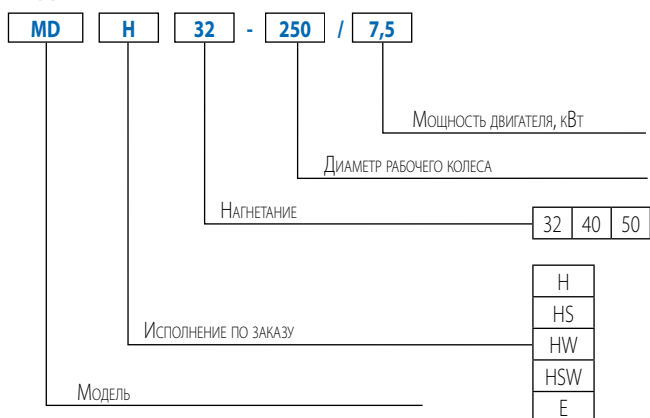 MD H 32 - 250 / 7,5
Мощность двигателя, кВт
Диаметр рабочего колеса
Нагнетание
32 40 50
H
HS
Исполнение по заказу
HW
HSW
Модель
E